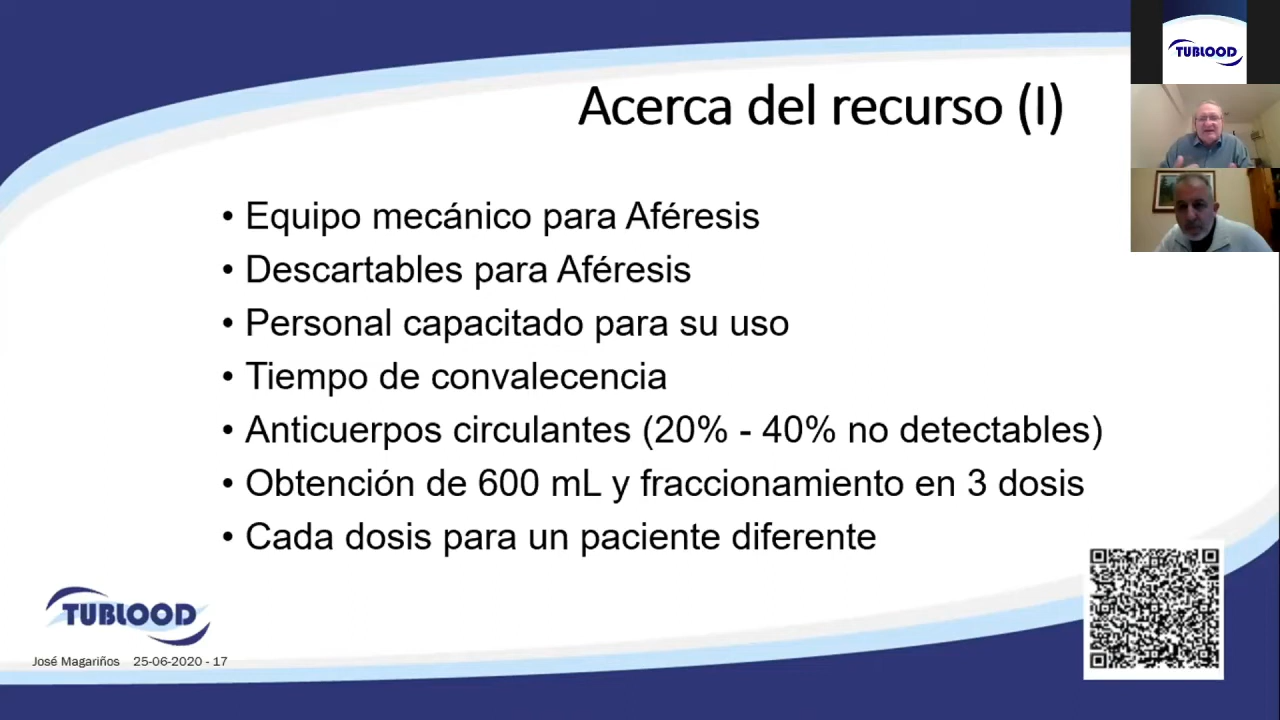 Acerca del recurso (I)
TUBLOOD
• Equipo mecánico para Aféresis
• Descartables para Aféresis
• Personal capacitado para su uso
• Tiempo de convalecencia
• Anticuerpos circulantes (20% - 40% no detectables)
• Obtención de 600 mL y fraccionamiento en 3 dosis
• Cada dosis para un paciente diferente
TUBLOOD
José Magariños 25-06-2020 - 17